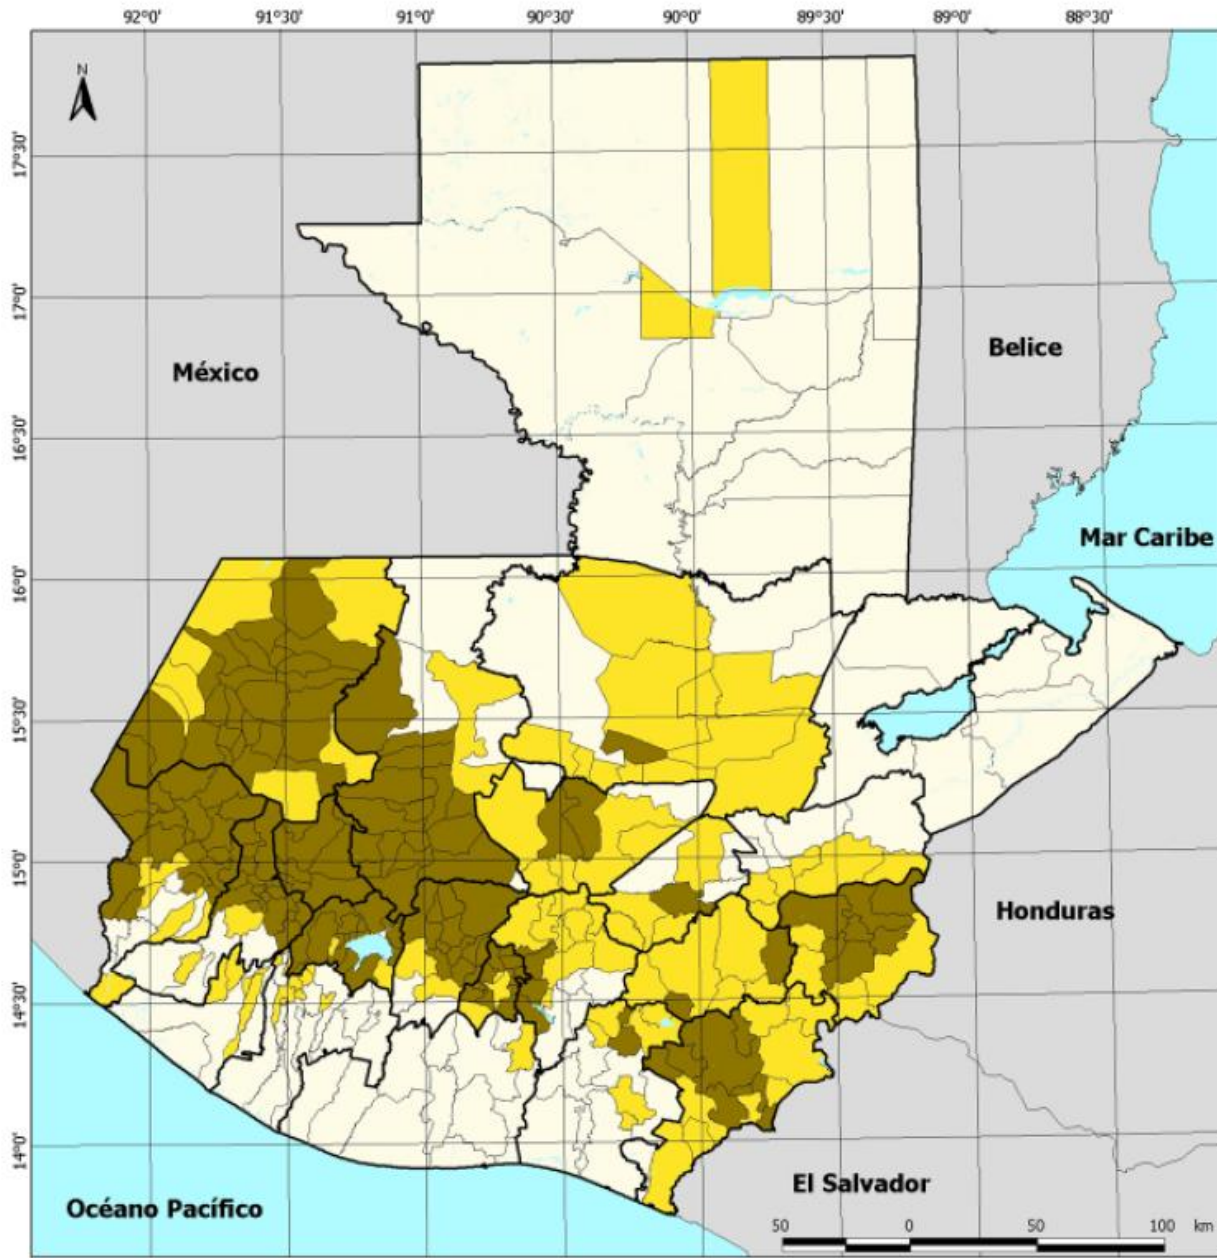 92°0' 91°30' 91°0' 90°30' 90°0' 89°30' 89°0' 88°30'
N
17°30'
17°0'
México
Belice
16°30'
Mar Caribe
16°0'
15°30'
15°0'
Honduras
14°30'
14°0'
El Salvador
Océano Pacífico
50 0 50 100 km